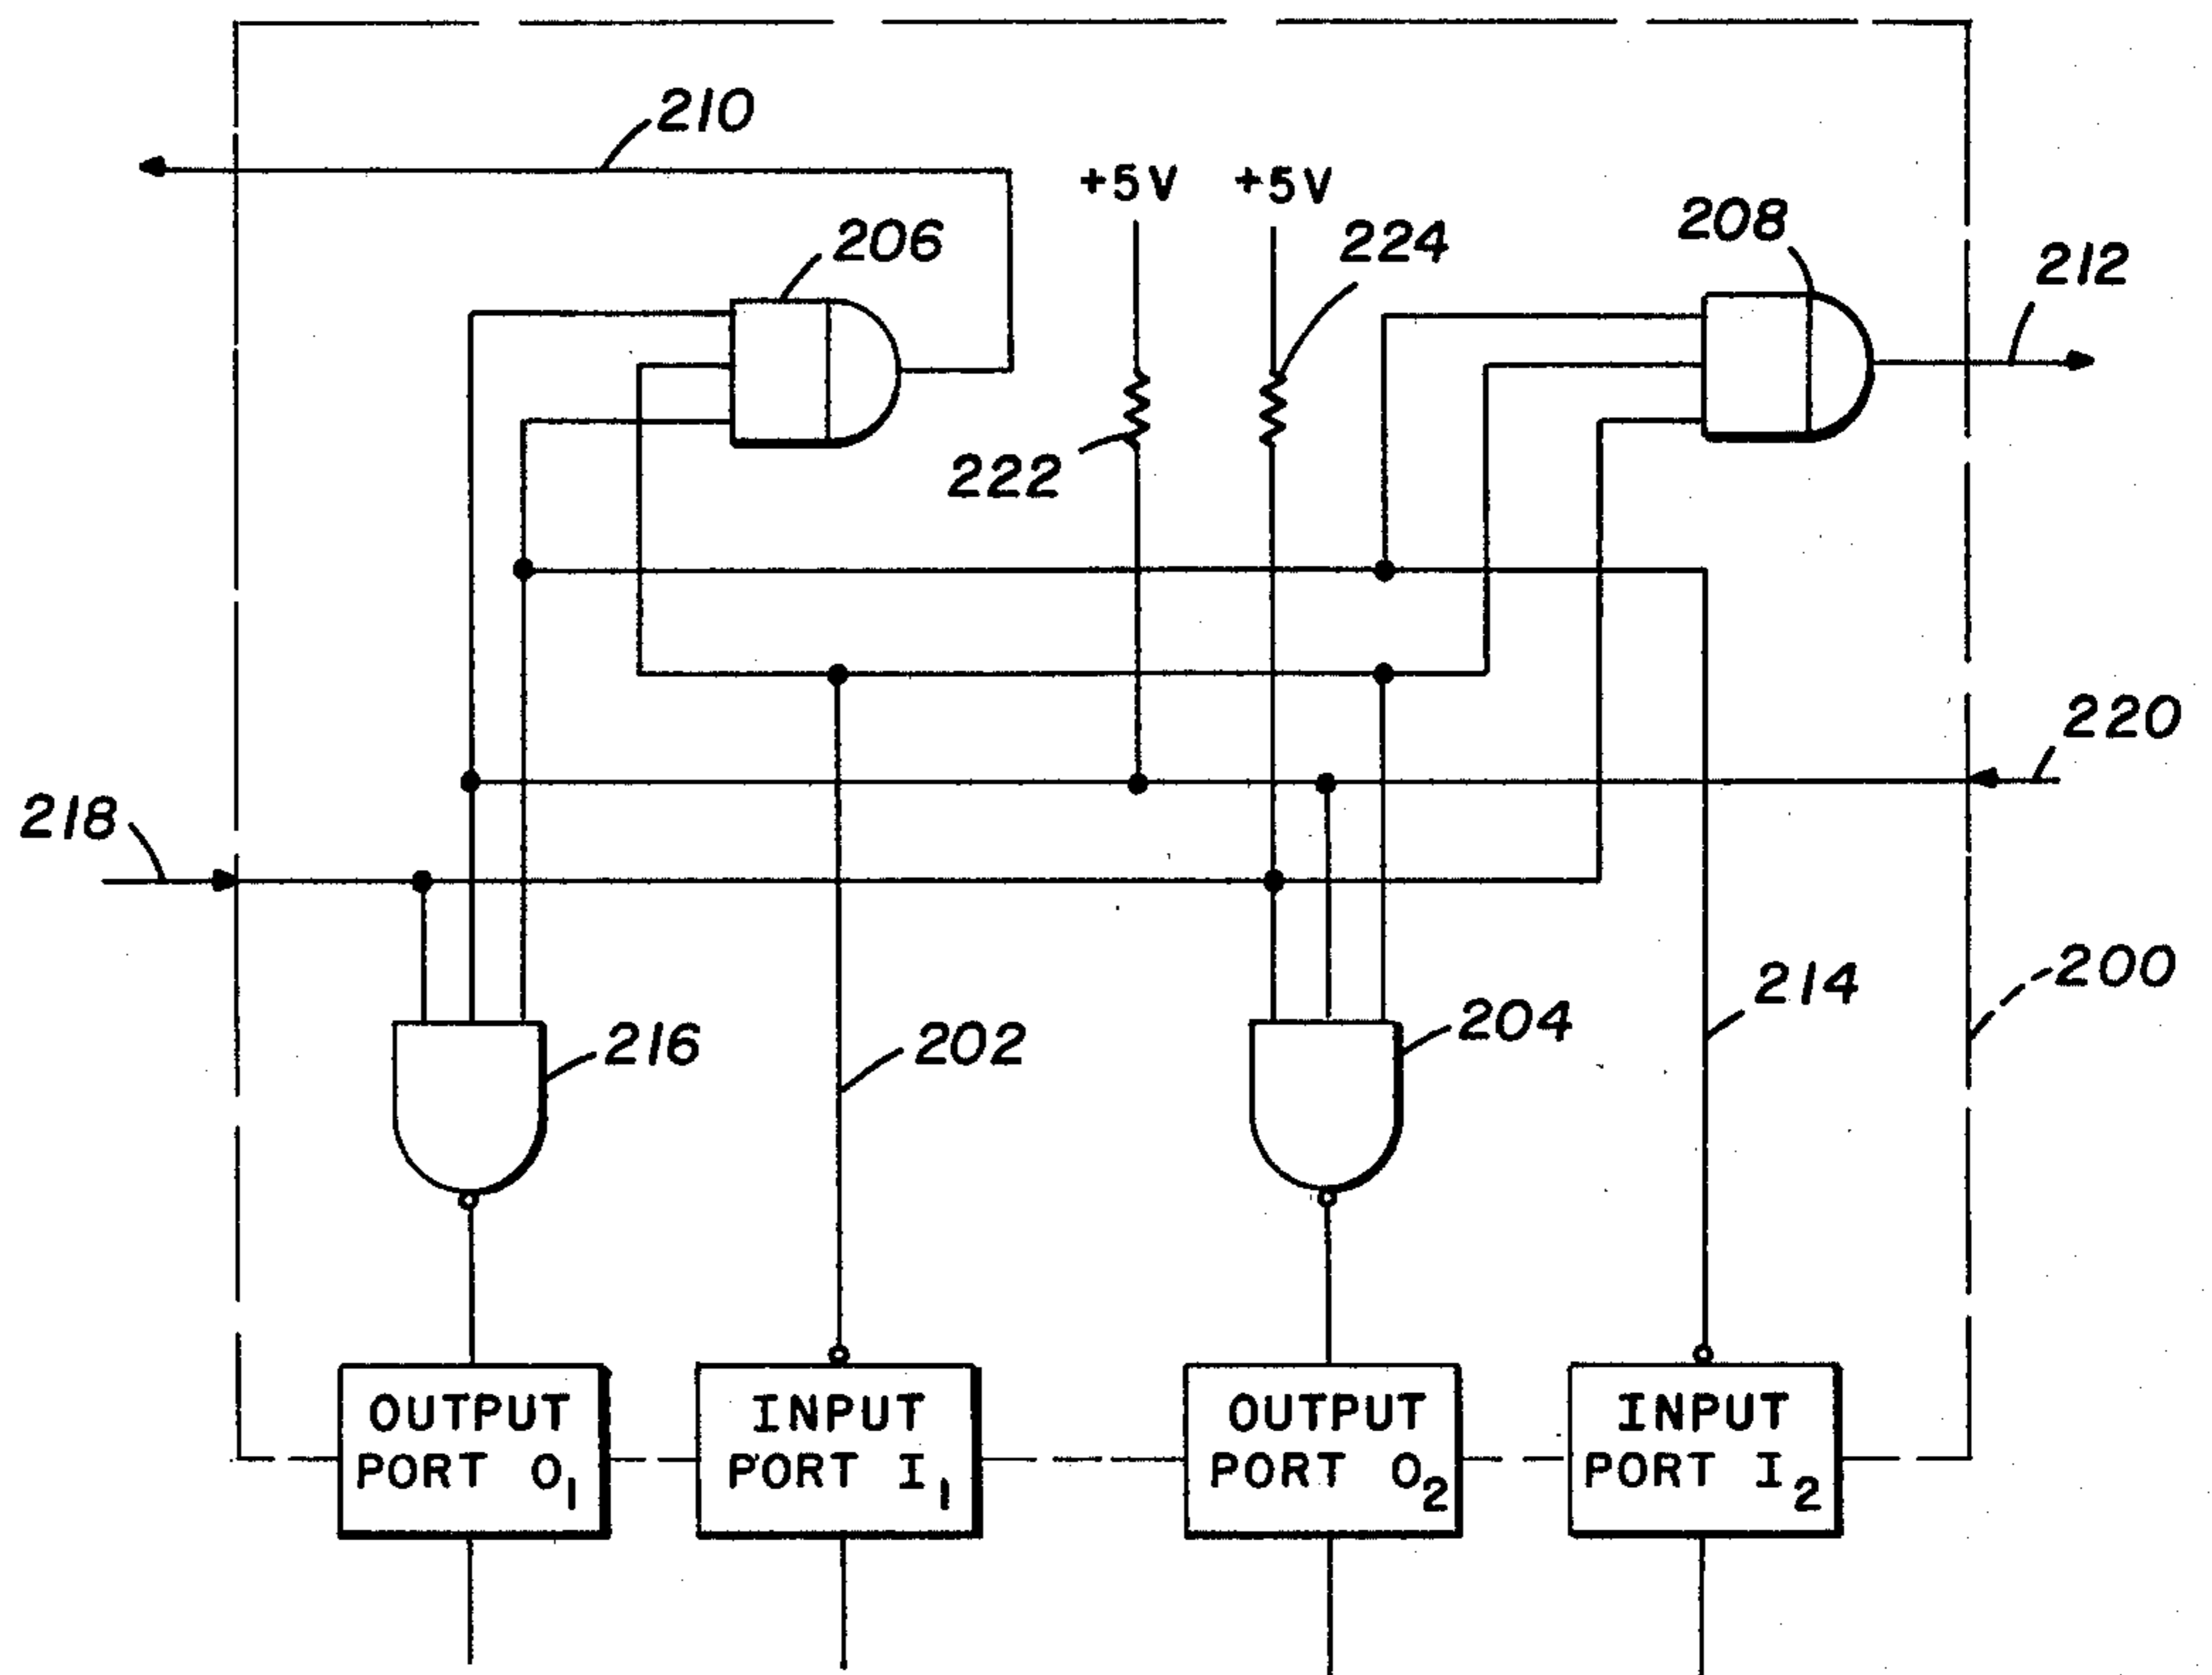 210
+5V +5V
206
224
208
212
222
220
218
200
214
204
216
202
OUTPUT
PORT O1
INPUT
PORT I1
OUTPUT
PORT O2
INPUT
PORT I2